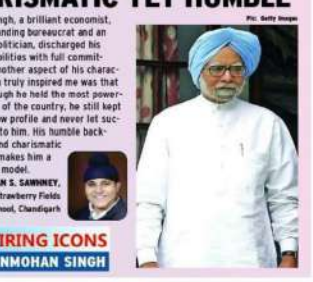 RISMATIC YET HUMBLE
Pic: Getty Images
ngh, a brilliant economist,
nding bureaucrat and an
olitician, discharged his
bilities with full commit-
nother aspect of his charac-
truly inspired me was that
ugh he held the most power-
of the country, he still kept
w profile and never let suc-
to him. His humble back-
nd charismatic
makes him a
model.
N S. SAWHNEY,
trawberry Fields
hool, Chandigarh
IRING ICONS
NMOHAN SINGH